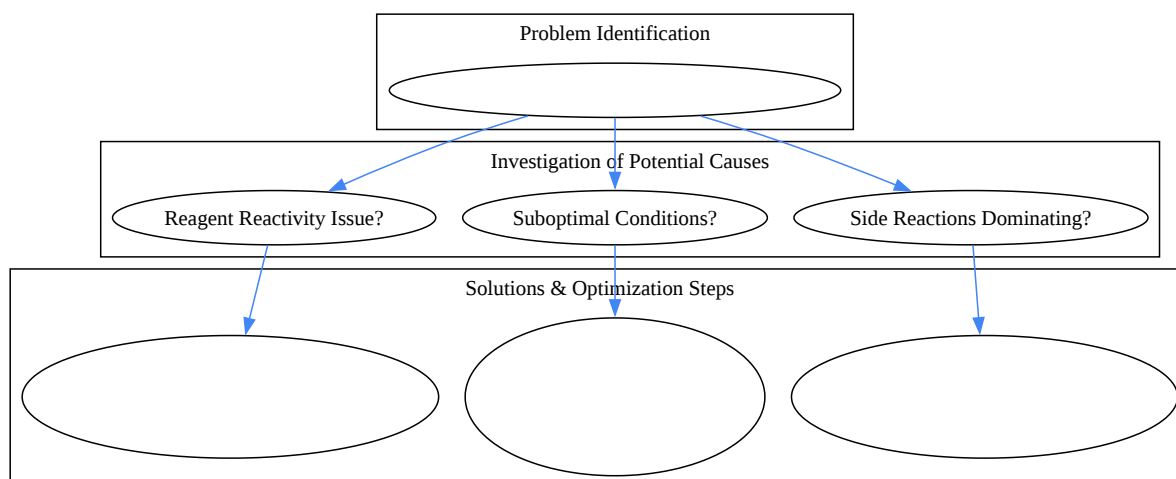 Problem Identification
Investigation of Potential Causes
Reagent Reactivity Issue?
Suboptimal Conditions?
Side Reactions Dominating?
Solutions & Optimization Steps